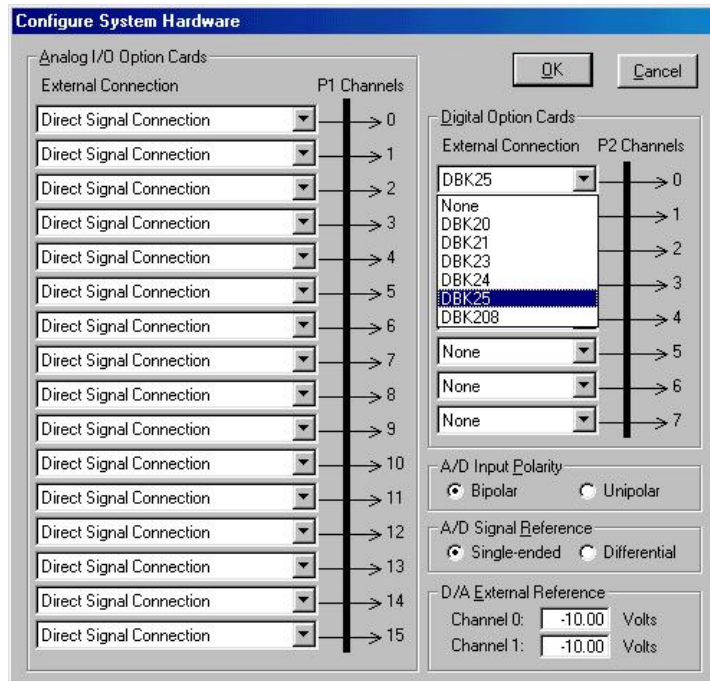 Configure System Hardware
Analog I/O Option Cards
External Connection P1 Channels
Direct Signal Connection 0
Direct Signal Connection 1
Direct Signal Connection 2
Direct Signal Connection 3
Direct Signal Connection 4
Direct Signal Connection 5
Direct Signal Connection 6
Direct Signal Connection 7
Direct Signal Connection 8
Direct Signal Connection 9
Direct Signal Connection 10
Direct Signal Connection 11
Direct Signal Connection 12
Direct Signal Connection 13
Direct Signal Connection 14
Direct Signal Connection 15
OK Cancel
Digital Option Cards
External Connection P2 Channels
DBK25 0
None
DBK20 1
DBK21
DBK23 2
DBK24
DBK25 3
DBK208 4
None 5
None 6
None 7
A/D Input Polarity
Bipolar Unipolar
A/D Signal Reference
Single-ended Differential
D/A External Reference
Channel 0: -10.00 Volts
Channel 1: -10.00 Volts